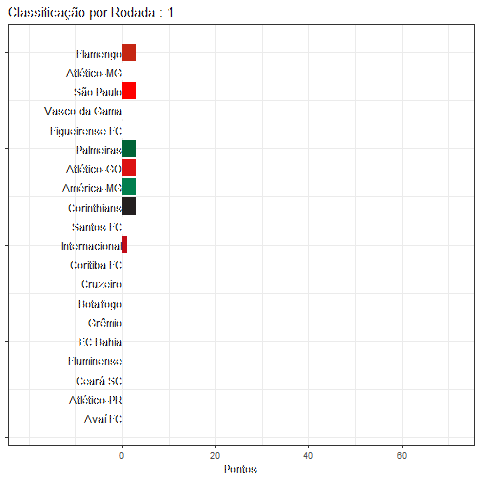 Classificação por Rodada : 1
Flamengo
Atlético-MG
São Paulo
Vasco da Gama
Figueirense FC
Palmeiras
Atlético-GO
América-MG
Corinthians
Santos FC
Internacional
Coritiba FC
Cruzeiro
Botafogo
Grêmio
EC Bahia
Fluminense
Ceará SC
Atlético-PR
Avaí FC
0 20 40 60
Pontos